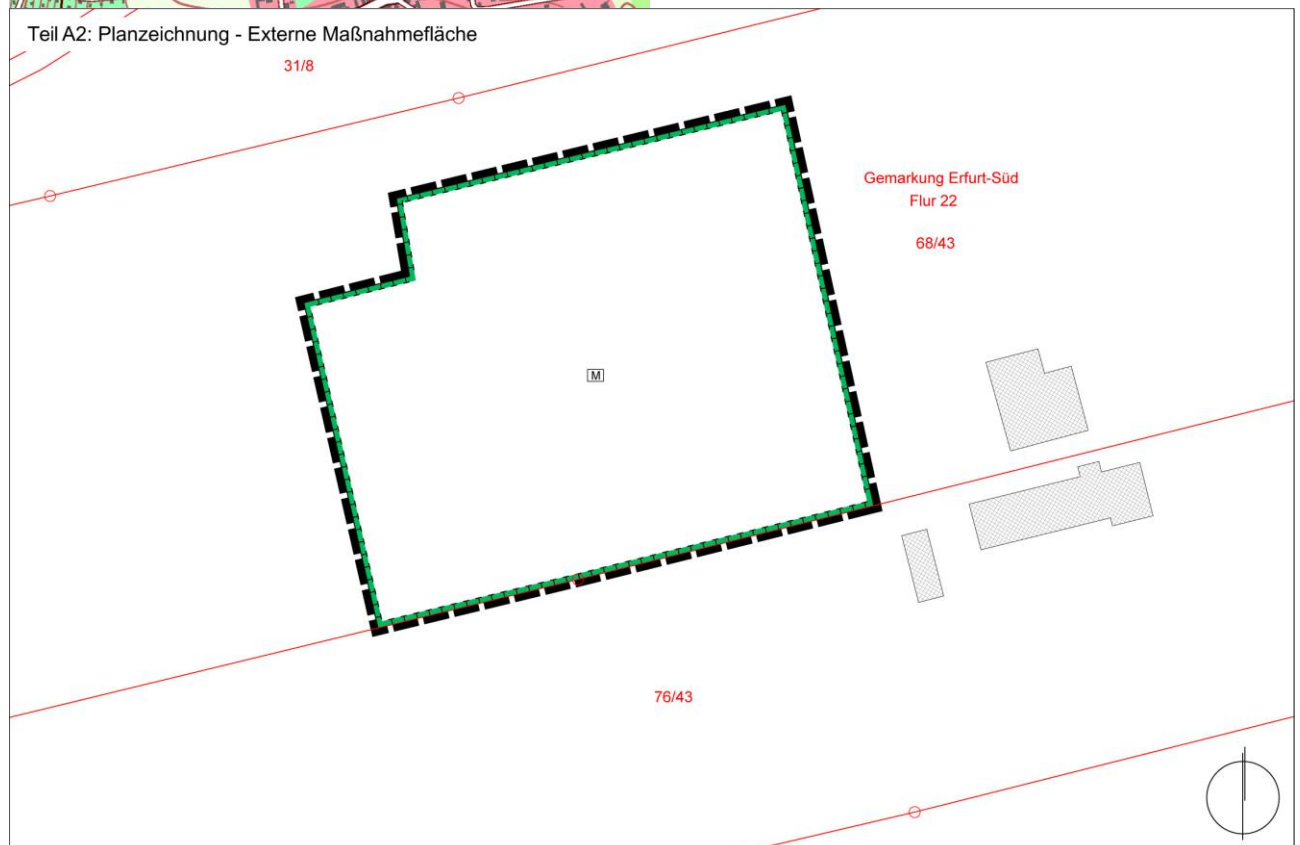 Teil A2: Planzeichnung - Externe Maßnahmefläche
31/8
Gemarkung Erfurt-Süd
Flur 22
68/43
M
76/43